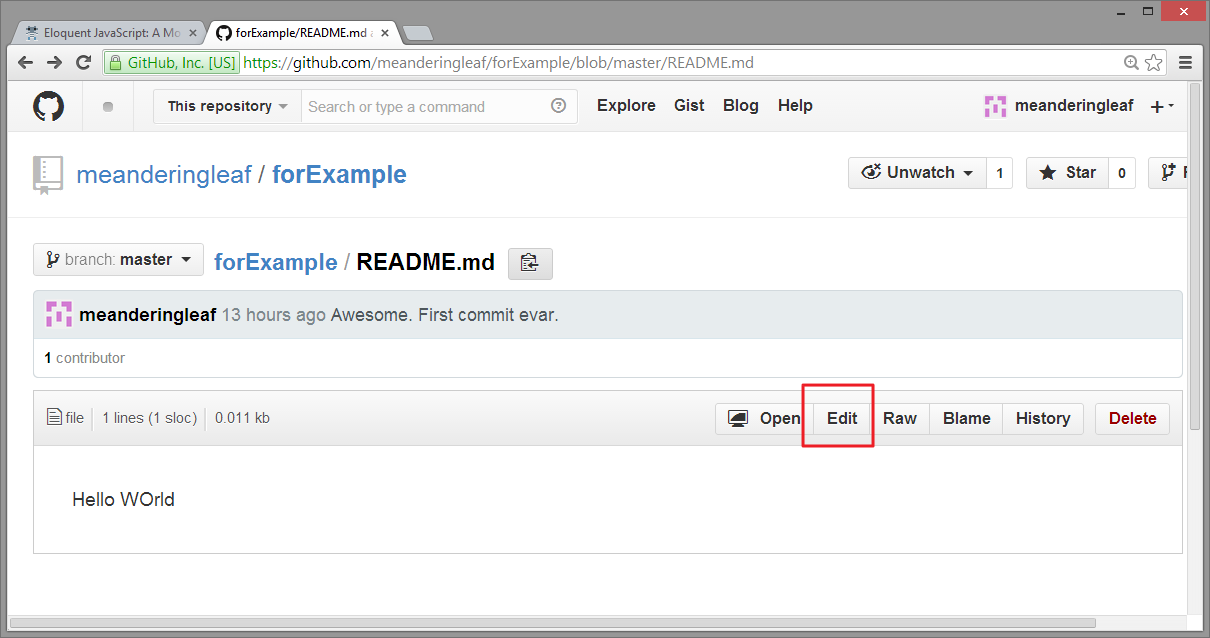 Eloquent JavaScript: A Mo
forExample/README.md
GitHub, Inc. [US] https://github.com/meanderingleaf/forExample/blob/master/README.md
This repository Search or type a command Explore Gist Blog Help meanderingleaf
meanderingleaf / forExample Unwatch 1 Star 0
branch: master forExample / README.md
meanderingleaf 13 hours ago Awesome. First commit evar.
1 contributor
file 1 lines (1 sloc) 0.011 kb Open Edit Raw Blame History Delete
Hello WOrld